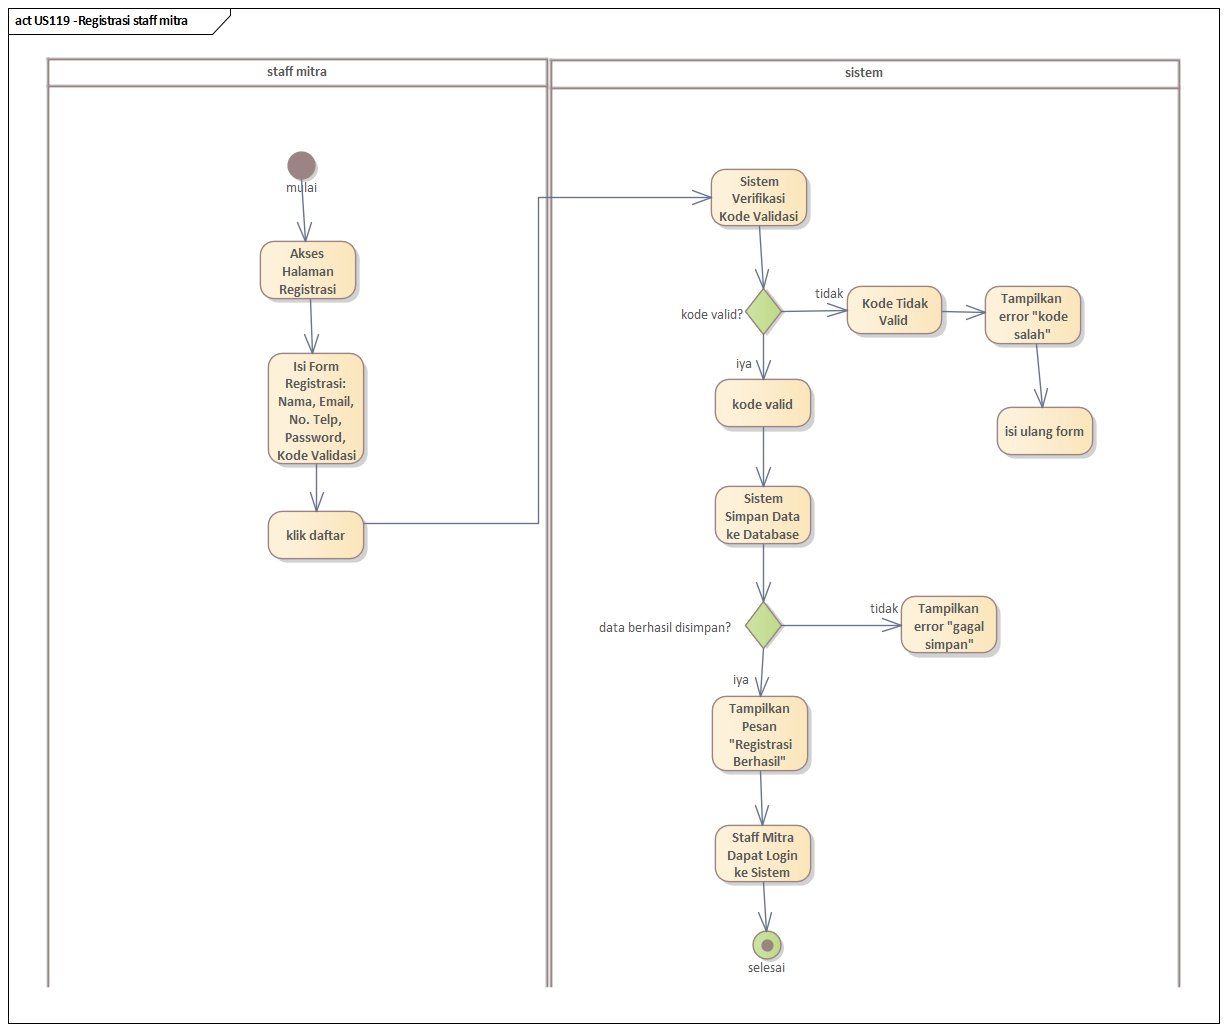 act US119 -Registrasi staff mitra
staff mitra
sistem
mulai
Akses
Halaman
Registrasi
Isi Form
Registrasi:
Nama, Email,
No. Telp,
Password,
Kode Validasi
klik daftar
Sistem
Verifikasi
Kode Validasi
kode valid?
tidak
Kode Tidak
Valid
Tampilkan
error "kode
salah"
isi ulang form
iya
kode valid
Sistem
Simpan Data
ke Database
data berhasil disimpan?
tidak
Tampilkan
error "gagal
simpan"
iya
Tampilkan
Pesan
"Registrasi
Berhasil"
Staff Mitra
Dapat Login
ke Sistem
selesai